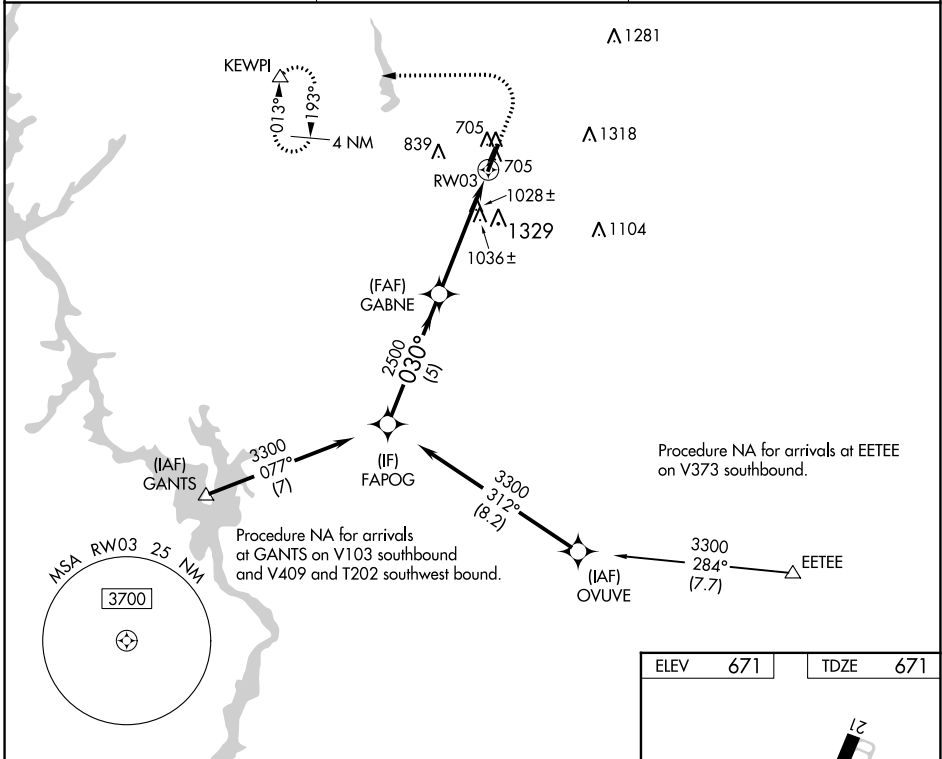 1281
KEWPI
013°
193°
4 NM
839
705
705
1318
RW03
1028±
1329
1104
1036±
(FAF)
GABNE
2500
030°
(5)
(IAF)
GANTS
3300
077°
(7)
(IF)
FAPOG
Procedure NA for arrivals at EETEE
on V373 southbound.
3300
312°
(8.2)
Procedure NA for arrivals
at GANTS on V103 southbound
and V409 and T202 southwest bound.
3300
284°
(7.7)
EETEE
(IAF)
OVUVE
MSA RW03 25 NM
3700
ELEV 671
TDZE 671
21